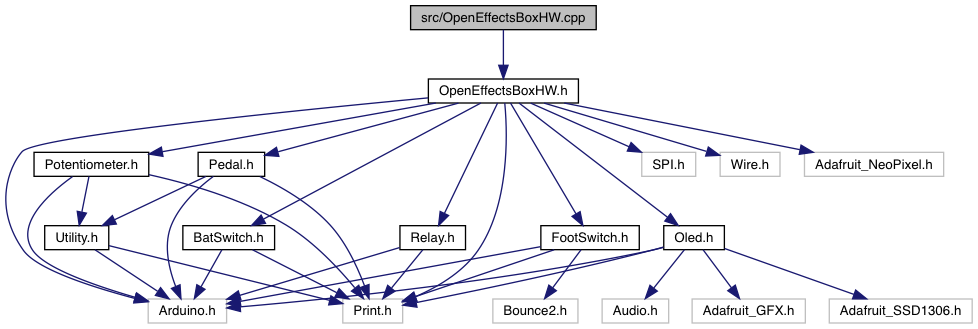 src/OpenEffectsBoxHW.cpp
OpenEffectsBoxHW.h
Potentiometer.h
Pedal.h
SPI.h
Wire.h
Adafruit_NeoPixel.h
Utility.h
BatSwitch.h
Relay.h
FootSwitch.h
Oled.h
Arduino.h
Print.h
Bounce2.h
Audio.h
Adafruit_GFX.h
Adafruit_SSD1306.h